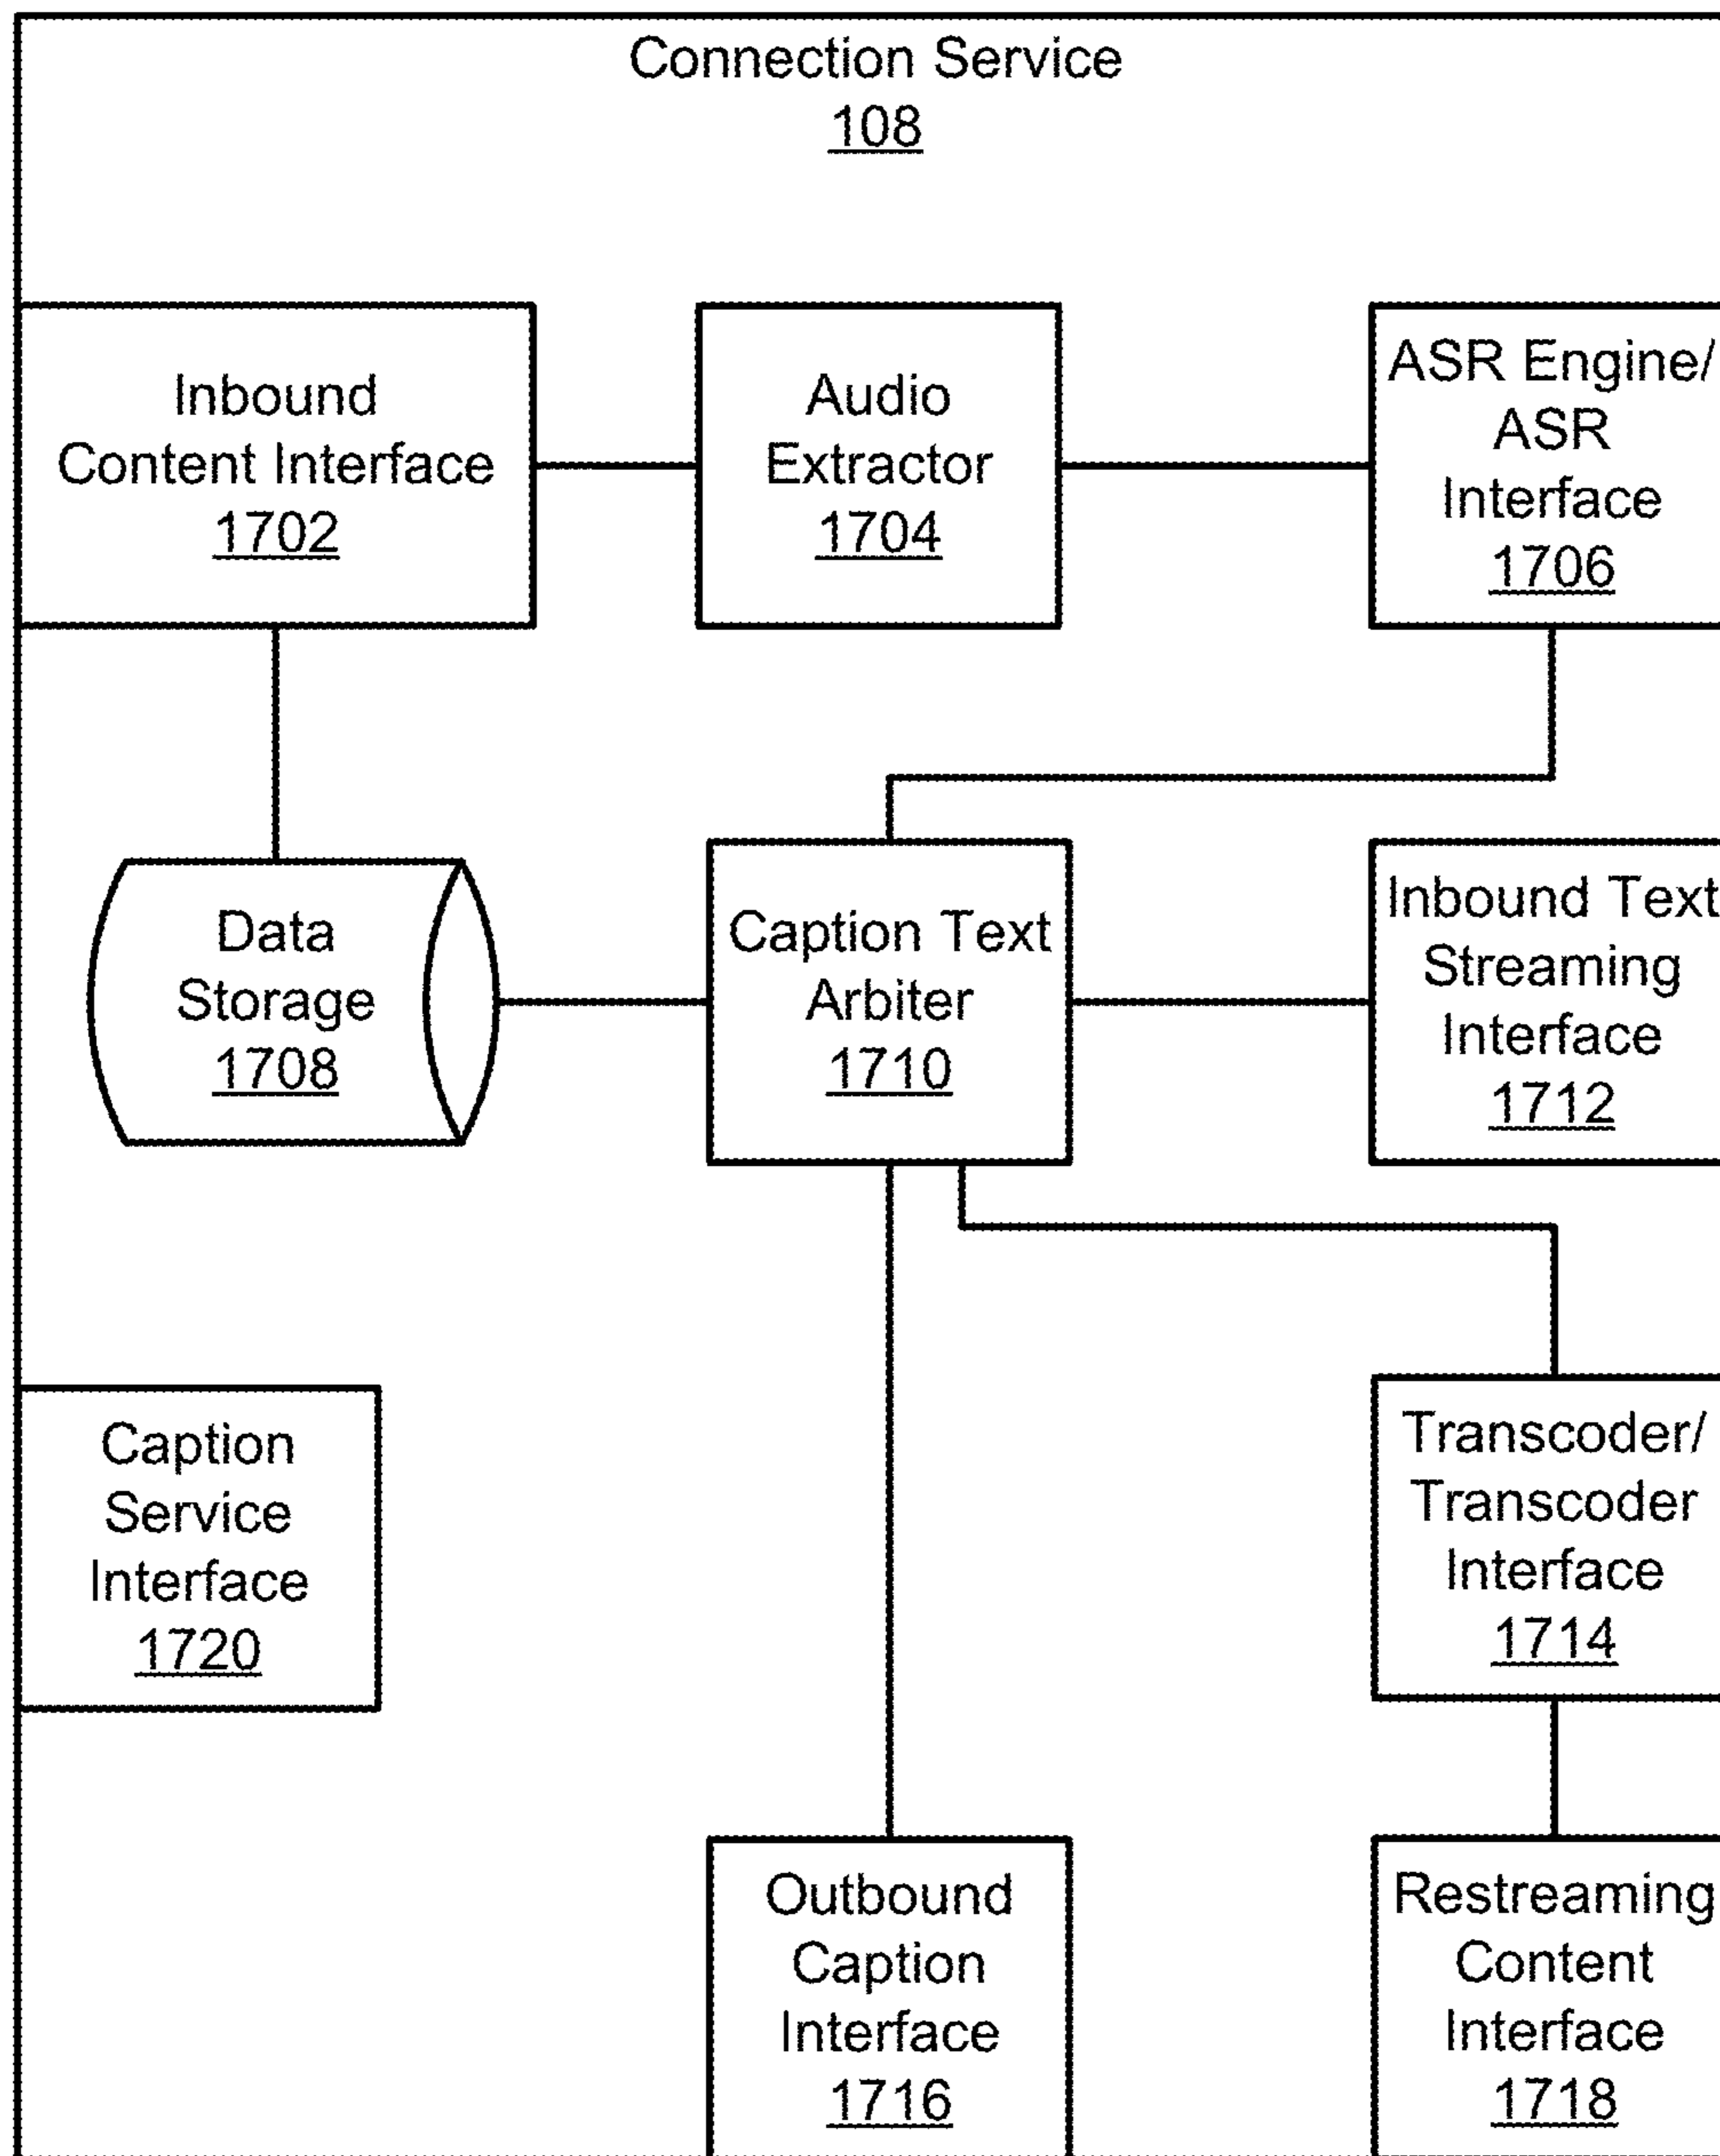 Connection Service
108
Inbound
Content Interface
1702
Audio
Extractor
1704
ASR Engine/
ASR
Interface
1706
Data
Storage
1708
Caption Text
Arbiter
1710
Inbound Text
Streaming
Interface
1712
Caption
Service
Interface
1720
Transcoder/
Transcoder
Interface
1714
Outbound
Caption
Interface
1716
Restreaming
Content
Interface
1718